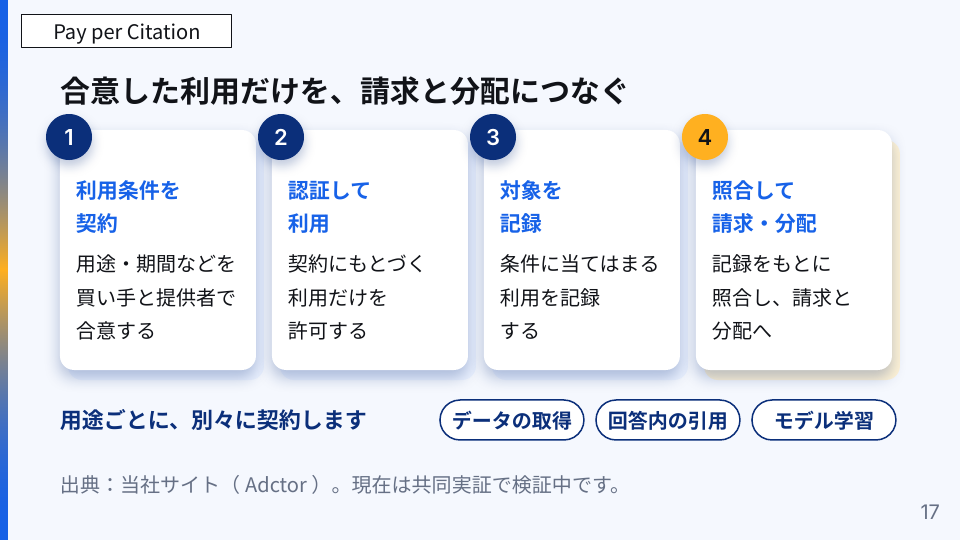 Pay per Citation
合意した利用だけを、請求と分配につなぐ
1
利用条件を
契約
用途・期間などを
買い手と提供者で
合意する
2
認証して
利用
契約にもとづく
利用だけを
許可する
3
対象を
記録
条件に当てはまる
利用を記録
する
4
照合して
請求・分配
記録をもとに
照合し、請求と
分配へ
用途ごとに、別々に契約します
データの取得
回答内の引用
モデル学習
出典：当社サイト（ Adctor ）。現在は共同実証で検証中です。
17